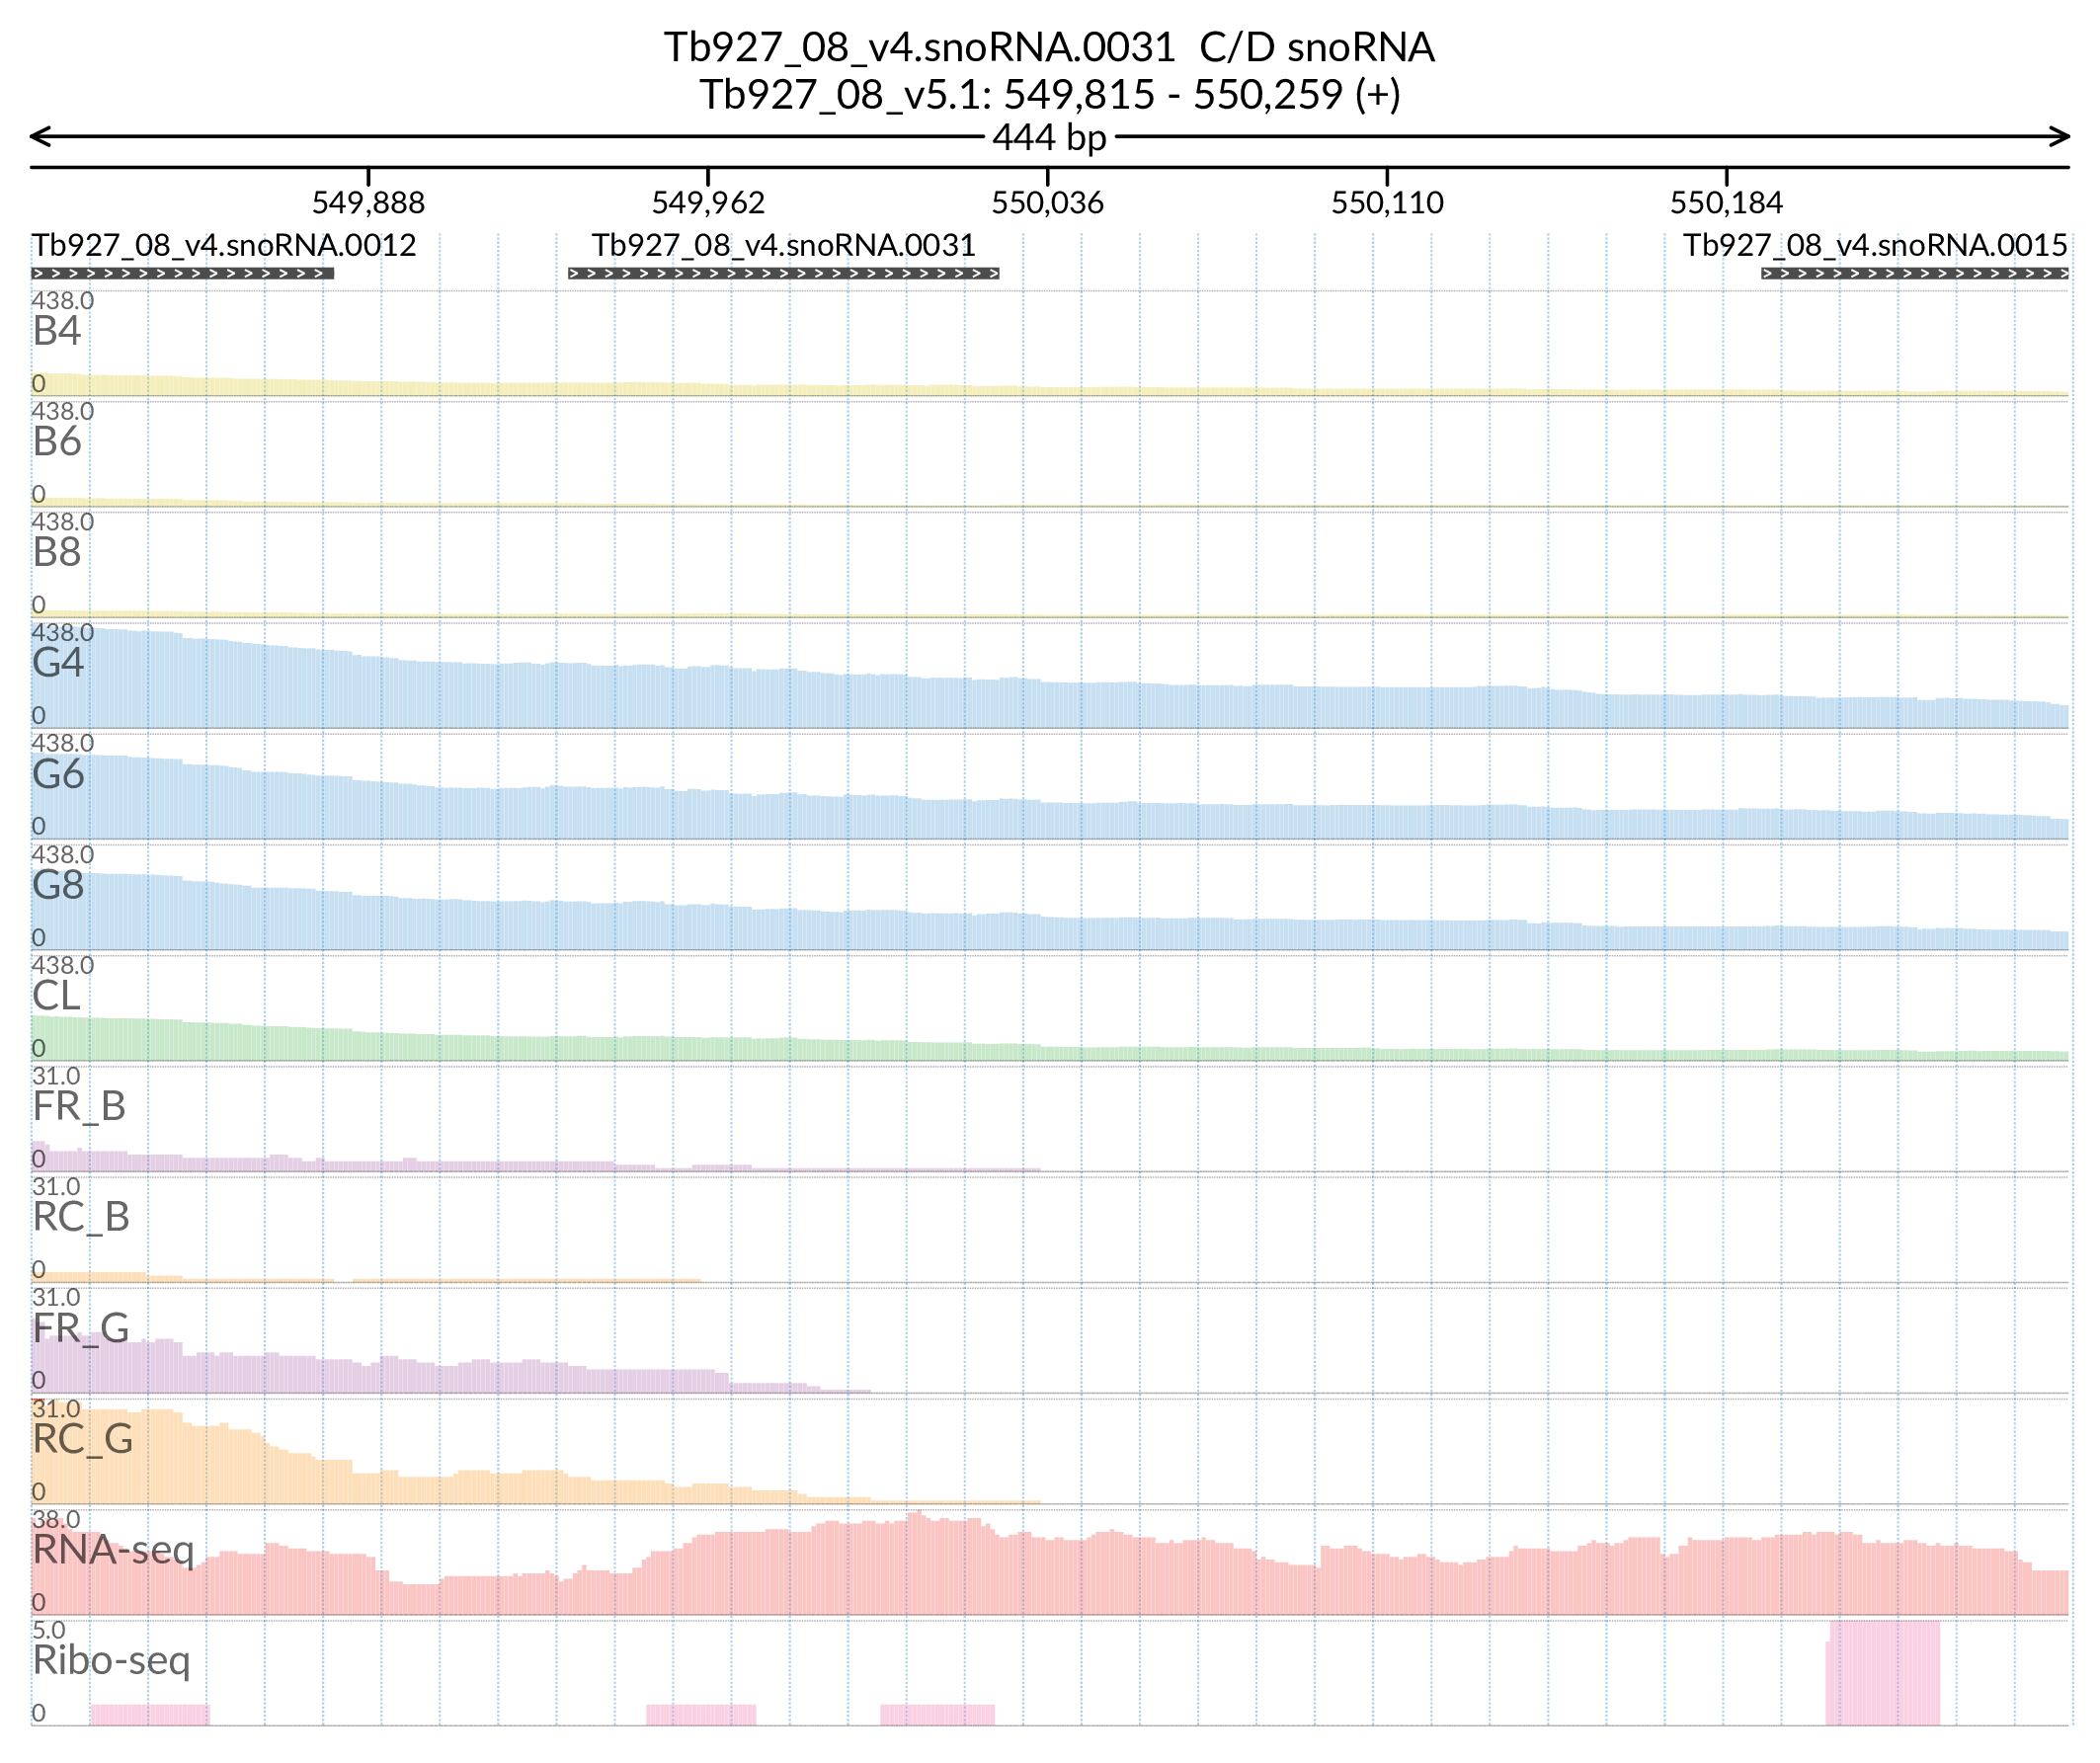 Tb927_08_v4.snoRNA.0031  C/D snoRNA
Tb927_08_v5.1: 549,815 - 550,259 (+)
444 bp
549,888 549,962 550,036 550,110 550,184
Tb927_08_v4.snoRNA.0012 Tb927_08_v4.snoRNA.0031 Tb927_08_v4.snoRNA.0015
438.0
B4
0
438.0
B6
0
438.0
B8
0
438.0
G4
0
438.0
G6
0
438.0
G8
0
438.0
CL
0
31.0
FR_B
0
31.0
RC_B
0
31.0
FR_G
0
31.0
RC_G
0
38.0
RNA-seq
0
5.0
Ribo-seq
0